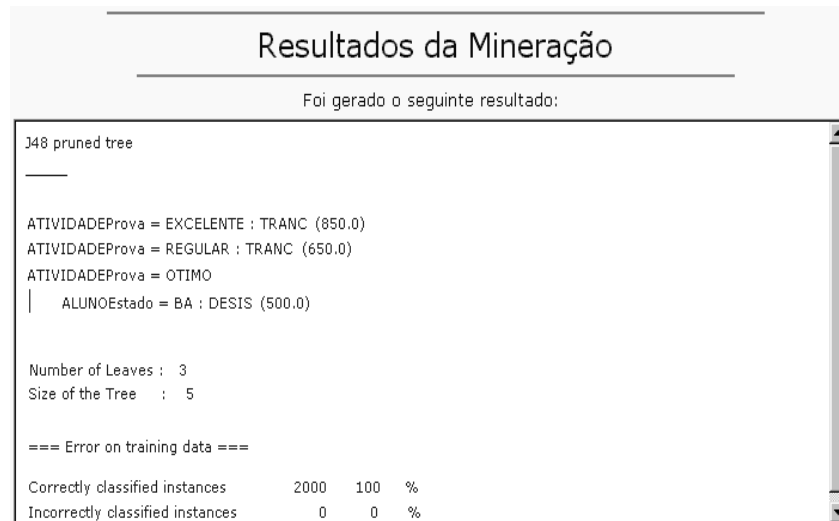 Resultados da Mineração
Foi gerado o seguinte resultado:
J48 pruned tree
ATIVIDADEProva = EXCELENTE : TRANC (850.0)
ATIVIDADEProva = REGULAR : TRANC (650.0)
ATIVIDADEProva = OTIMO
| ALUNOEstado = BA : DESIS (500.0)
Number of Leaves : 3
Size of the Tree : 5
=== Error on training data ===
Correctly classified instances 2000 100 %
Incorrectly classified instances 0 0 %